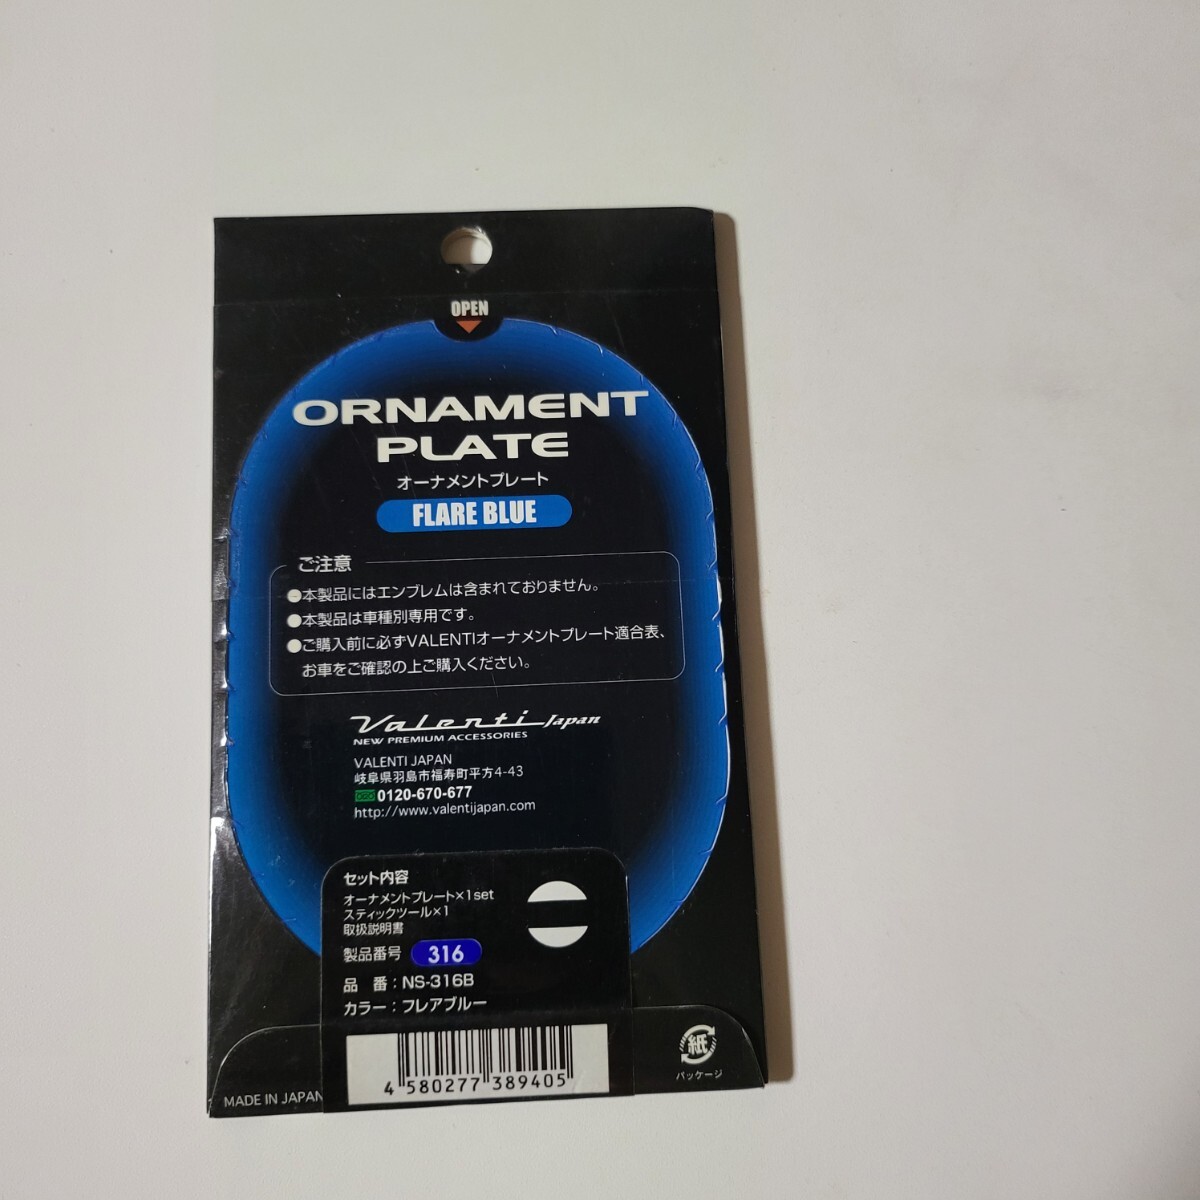 OPEN
ORNAMENT
PLATE
オーナメントプレート
FLARE BLUE
ご注意
●本製品にはエンブレムは含まれておりません。
●本製品は車種別専用です。
●ご購入前に必ずVALENTIオーナメントプレート適合表、
お車をご確認の上ご購入ください。
Valenti Japan
NEW PREMIUM ACCESSORIES
VALENTI JAPAN
岐阜県羽島市福寿町平方4-43
0120-670-677
http://www.valentijapan.com
セット内容
オーナメントプレート×1set
スティックツール×1
取扱説明書
製品番号 316
品 番：NS-316B
カラー：フレアブルー
4 580277 389405
MADE IN JAPAN
紙
パッケージ